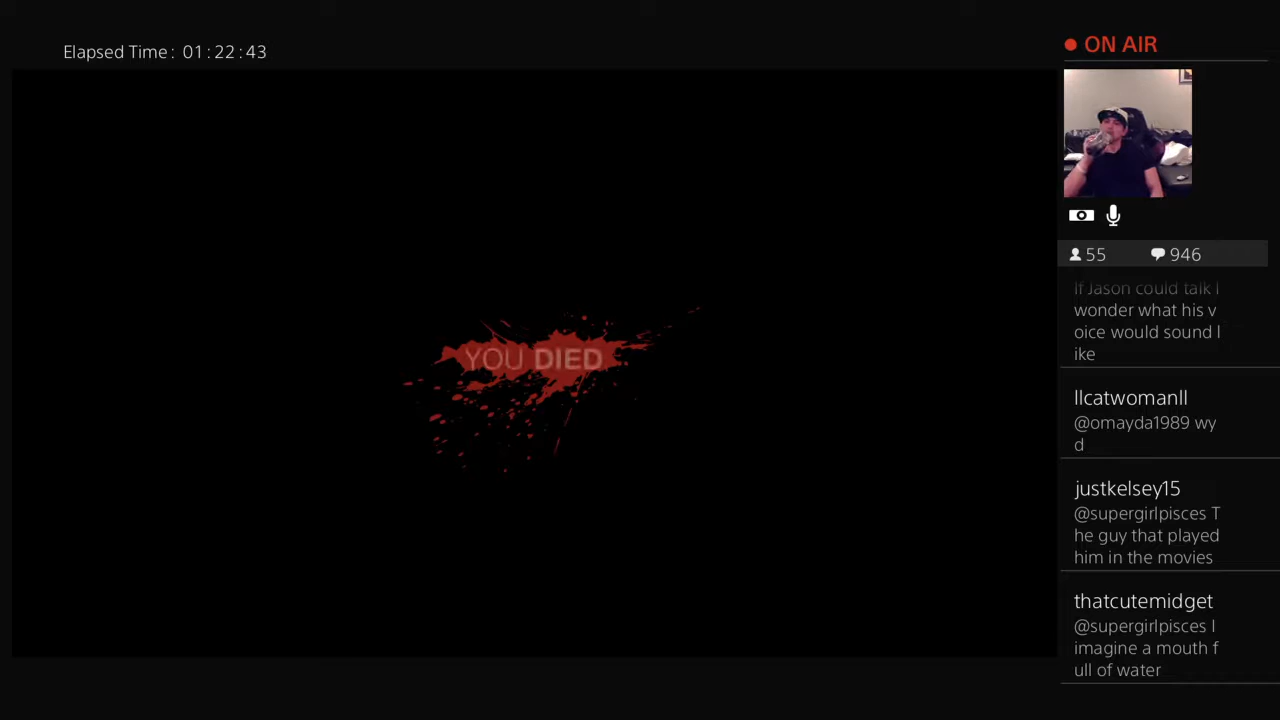 Elapsed Time: 01:22:43
ON AIR
55 946
If Jason could talk I
wonder what his v
oice would sound l
ike
llcatwomanll
@omayda1989 wy
d
justkelsey15
@supergirlpisces T
he guy that played
him in the movies
thatcutemidget
@supergirlpisces I
imagine a mouth f
ull of water
YOU DIED